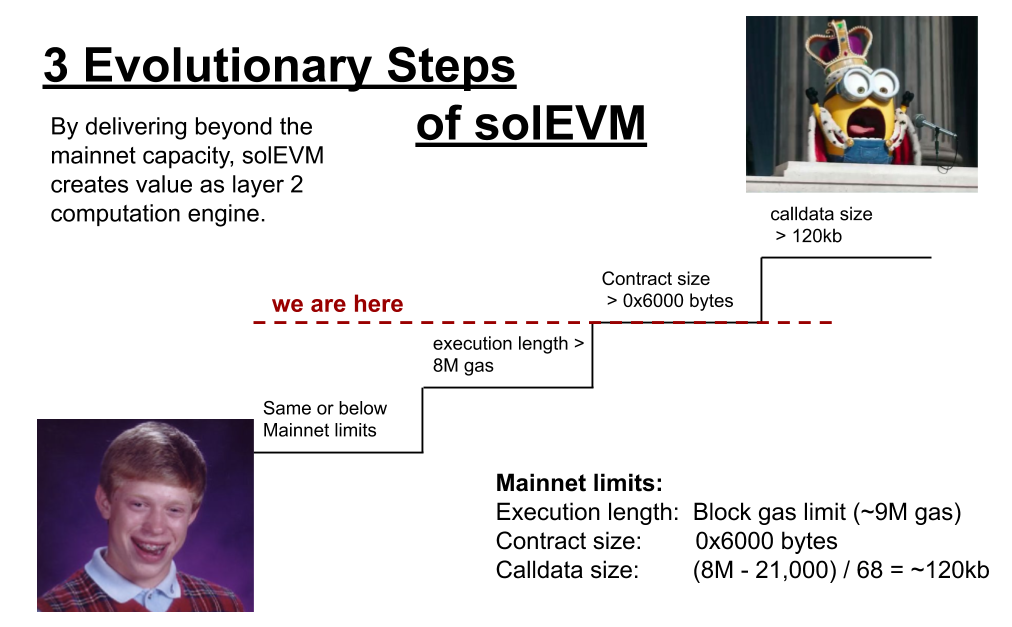 3 Evolutionary Steps
of solEVM
By delivering beyond the
mainnet capacity, solEVM
creates value as layer 2
computation engine.
calldata size
> 120kb
Contract size
> 0x6000 bytes
we are here
execution length >
8M gas
Same or below
Mainnet limits
Mainnet limits:
Execution length: Block gas limit (~9M gas)
Contract size: 0x6000 bytes
Calldata size: (8M - 21,000) / 68 = ~120kb